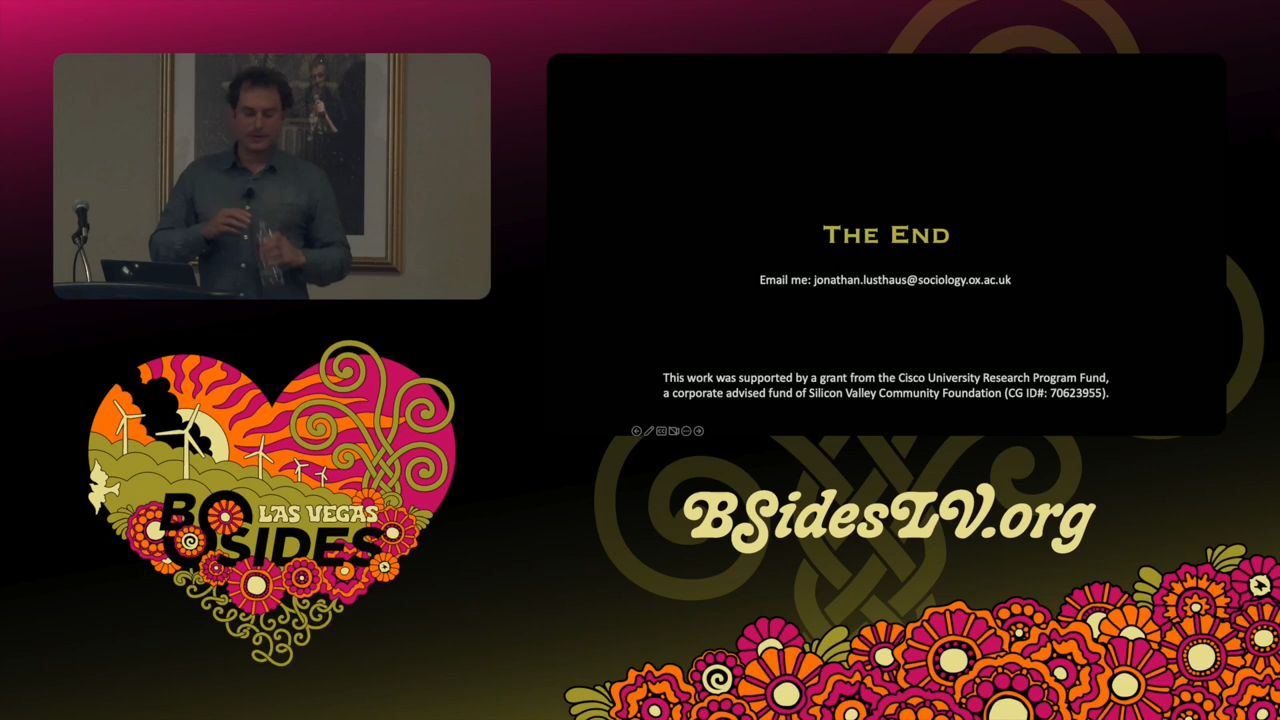 The End
Email me: jonathan.lusthaus@sociology.ox.ac.uk
This work was supported by a grant from the Cisco University Research Program Fund,
a corporate advised fund of Silicon Valley Community Foundation (CG ID#: 70623955).
BSidesLV.org
LAS VEGAS
BSIDES
23